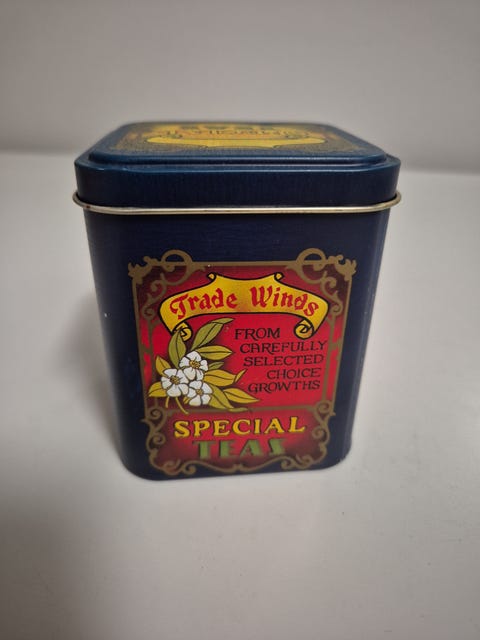 Trade Winds
FROM
CAREFULLY
SELECTED
CHOICE
GROWTHS
SPECIAL
TEAS